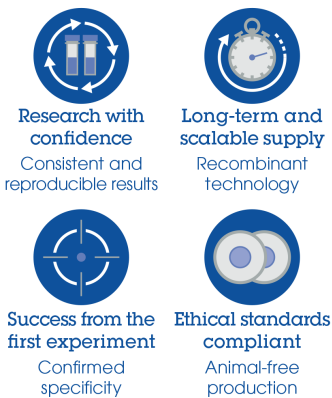 Research with
confidence
Consistent and
reproducible results
Long-term and
scalable supply
Recombinant
technology
Success from the
first experiment
Confirmed
specificity
Ethical standards
compliant
Animal-free
production